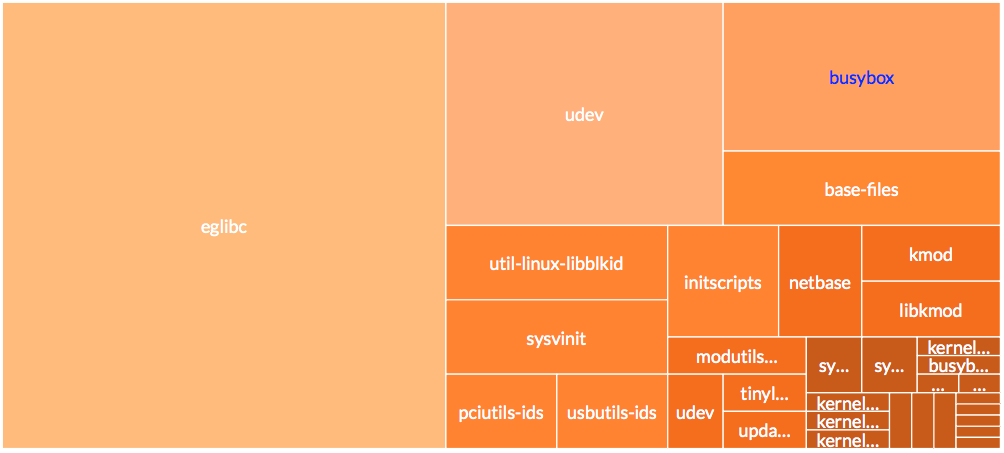 eglibc
udev
busybox
base-files
util-linux-libblkid
sysvinit
pciutils-ids
usbutils-ids
initscripts
netbase
kmod
libkmod
modutils...
udev
tinyl...
upda...
sy...
sy...
kernel...
busyb...
...
...
kernel...
kernel...
kernel...